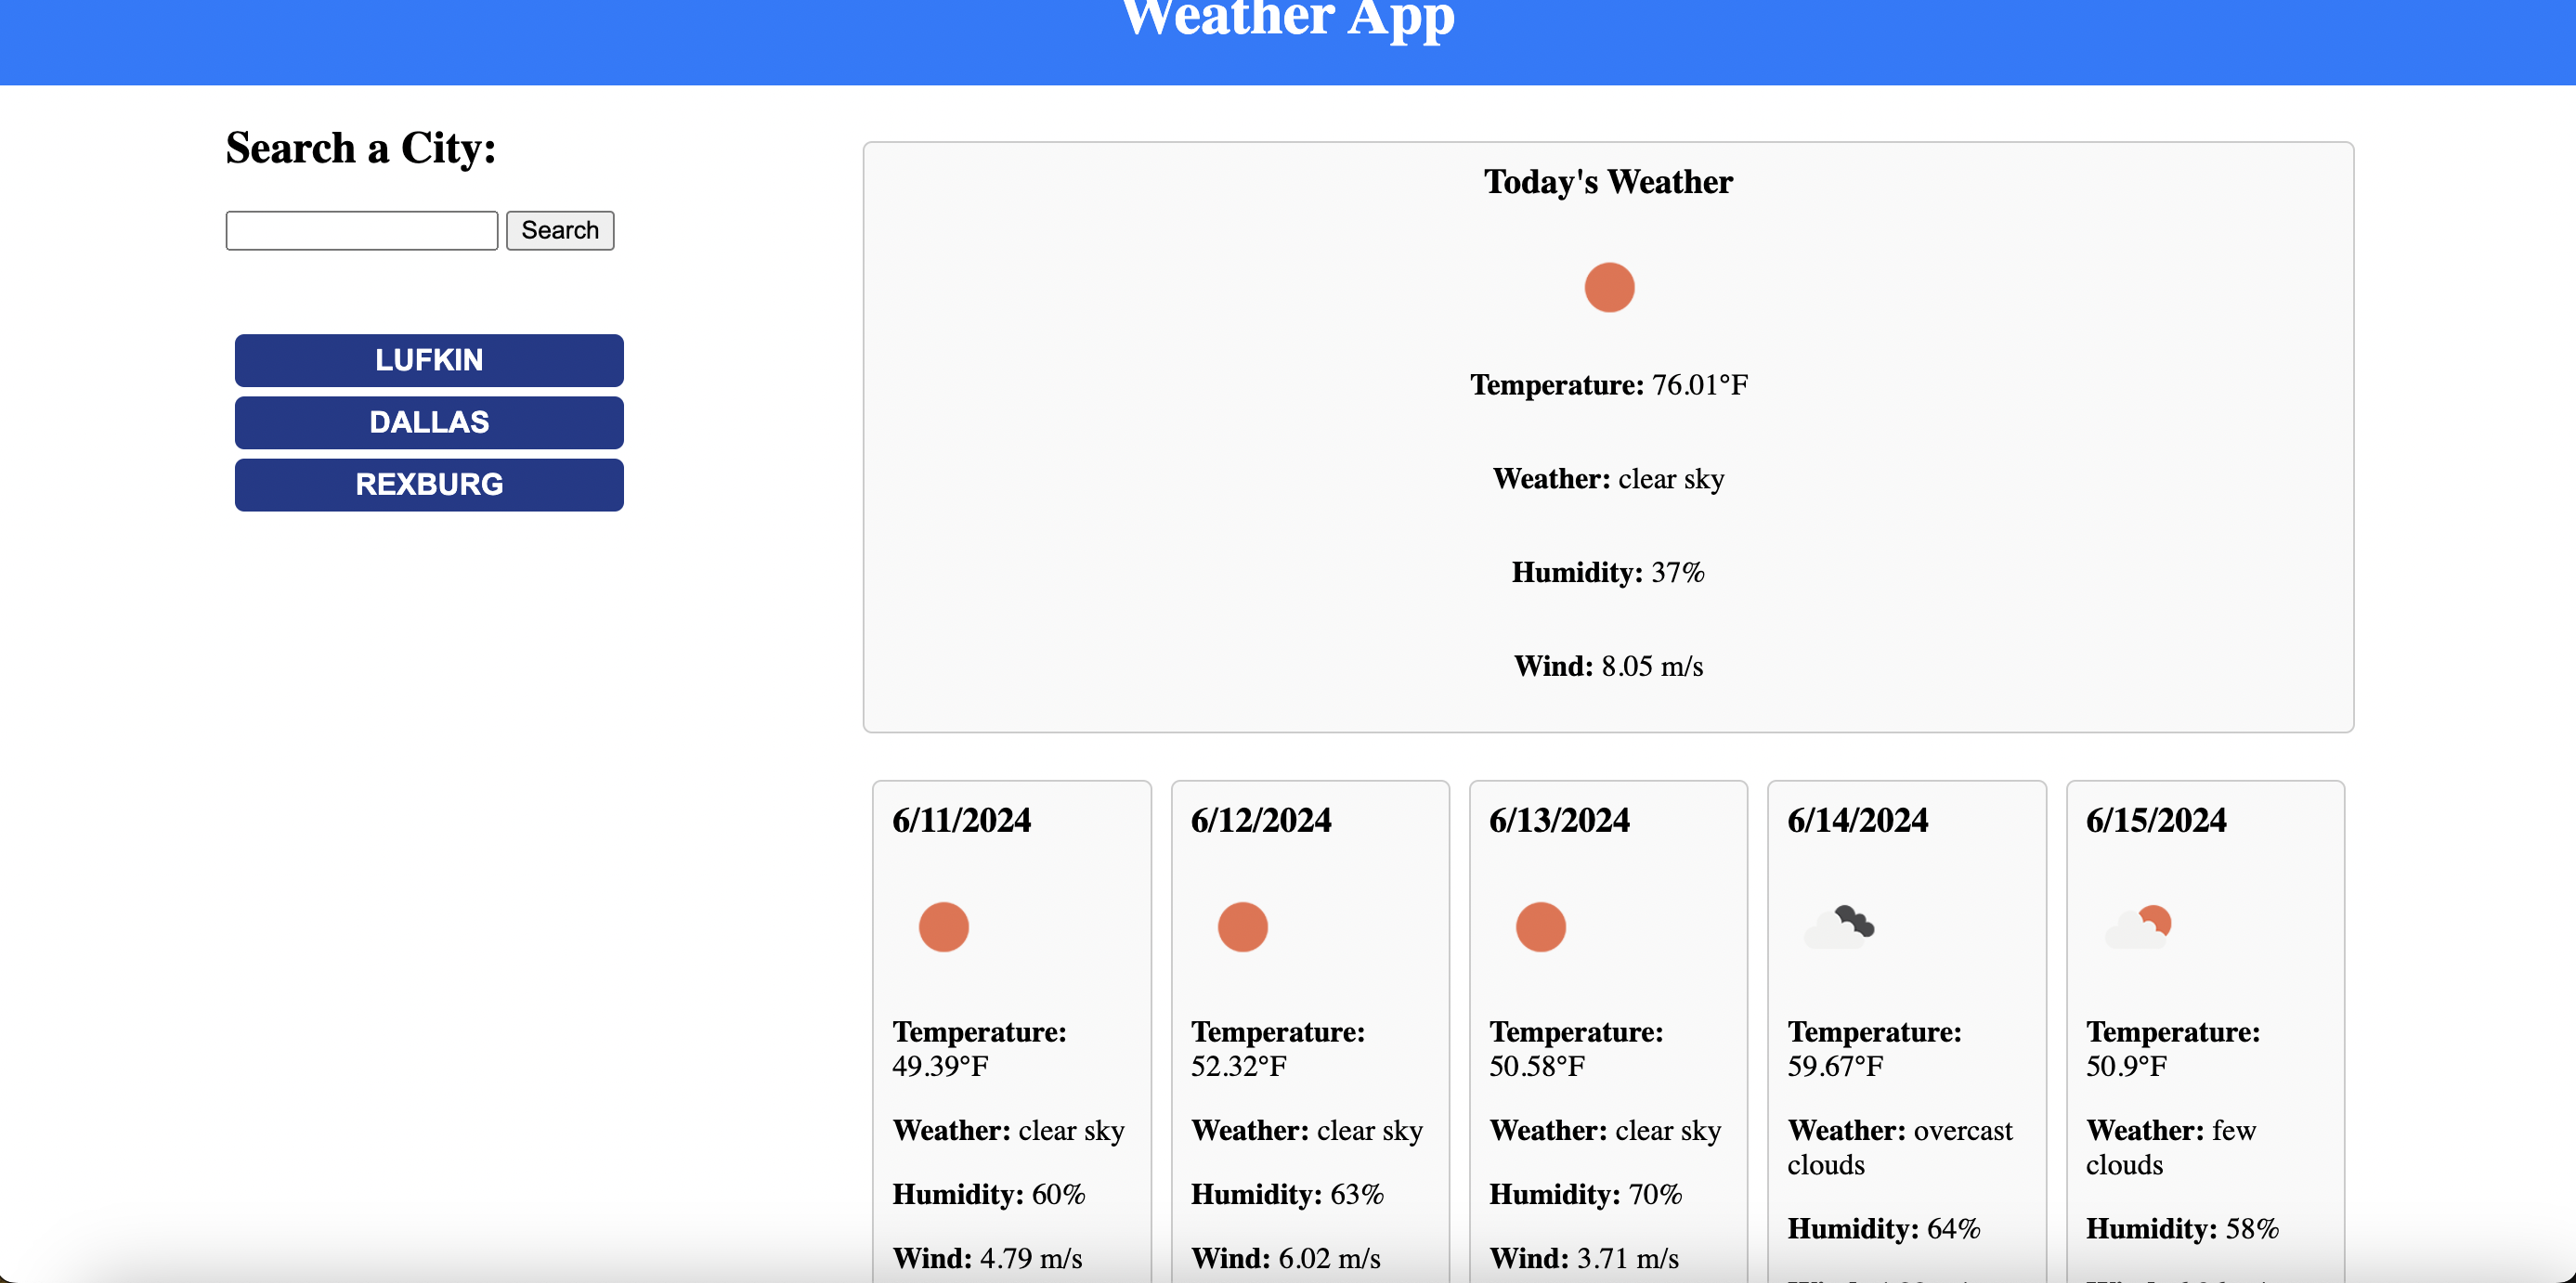 Weather App
Search a City:
Search
LUFKIN
DALLAS
REXBURG
Today's Weather
Temperature: 76.01°F
Weather: clear sky
Humidity: 37%
Wind: 8.05 m/s
6/11/2024
Temperature:
49.39°F
Weather: clear sky
Humidity: 60%
Wind: 4.79 m/s
6/12/2024
Temperature:
52.32°F
Weather: clear sky
Humidity: 63%
Wind: 6.02 m/s
6/13/2024
Temperature:
50.58°F
Weather: clear sky
Humidity: 70%
Wind: 3.71 m/s
6/14/2024
Temperature:
59.67°F
Weather: overcast
clouds
Humidity: 64%
6/15/2024
Temperature:
50.9°F
Weather: few
clouds
Humidity: 58%